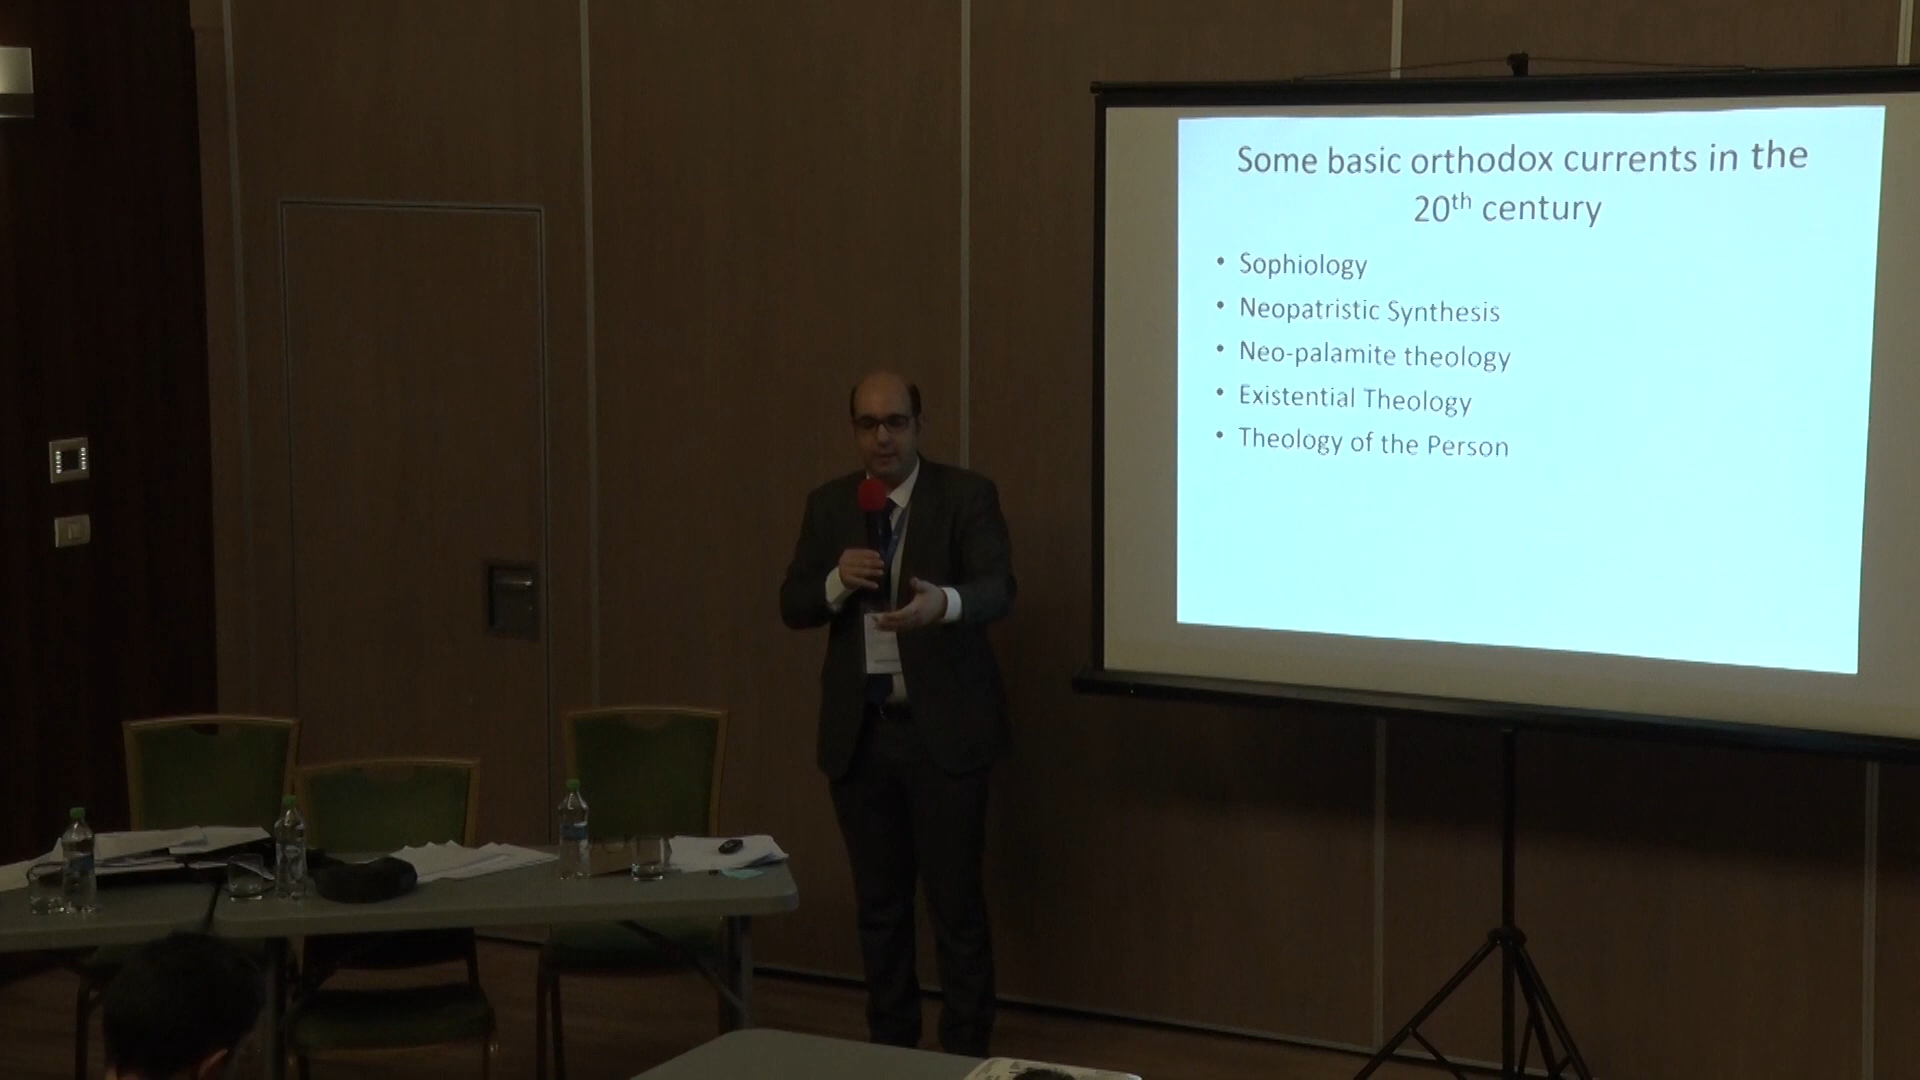 Some basic orthodox currents in the
20th century
• Sophiology
• Neopatristic Synthesis
• Neo-palamite theology
• Existential Theology
• Theology of the Person